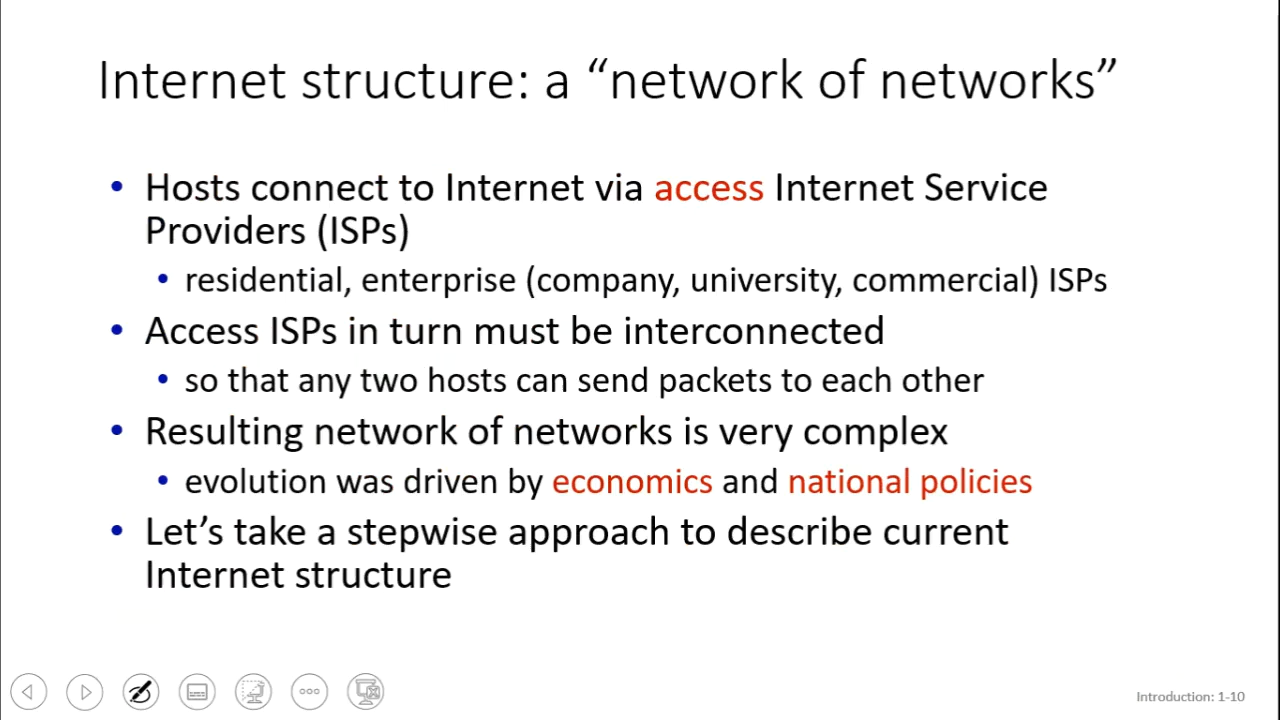 Internet structure: a “network of networks”
• Hosts connect to Internet via access Internet Service
Providers (ISPs)
• residential, enterprise (company, university, commercial) ISPs
• Access ISPs in turn must be interconnected
• so that any two hosts can send packets to each other
• Resulting network of networks is very complex
• evolution was driven by economics and national policies
• Let’s take a stepwise approach to describe current
Internet structure
Introduction: 1-10